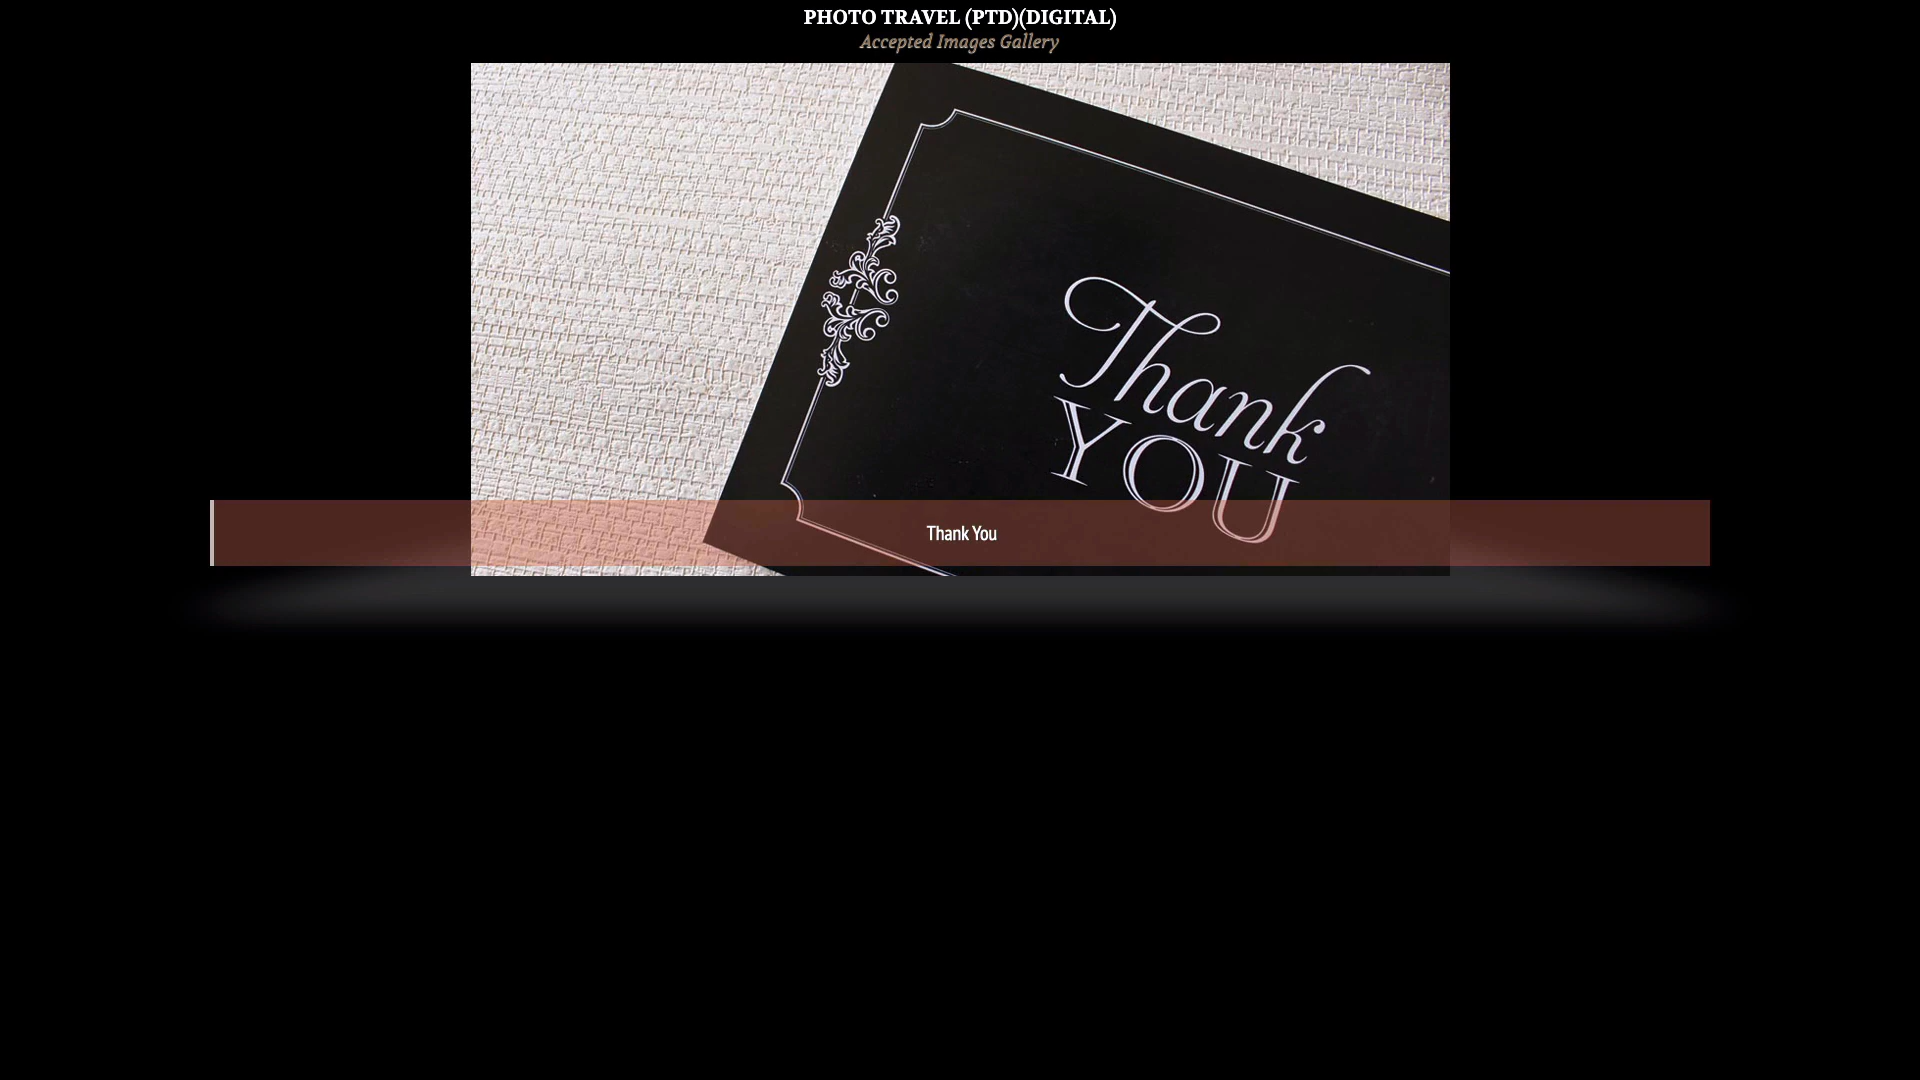 PHOTO TRAVEL (PTD)(DIGITAL)
Accepted Images Gallery
Thank
YOU
Thank You